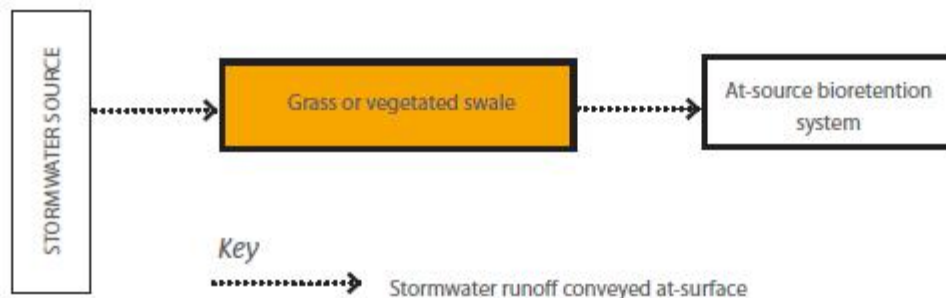 STORMWATER SOURCE
Grass or vegetated swale
At-source bioretention
system
Key
Stormwater runoff conveyed at-surface